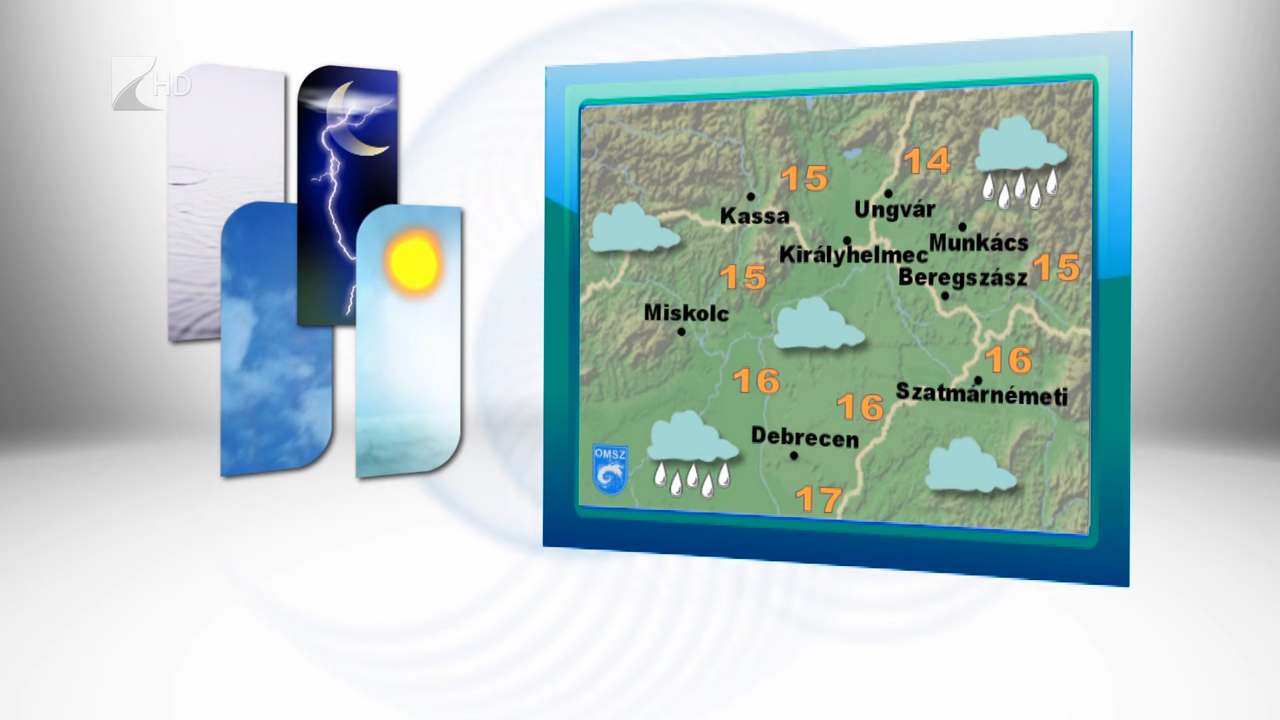 HD
15
14
Kassa
Ungvár
Királyhelmec
Munkács
15
Beregszász
15
Miskolc
16
Szatmárnémeti
16
16
Debrecen
OMSZ
17